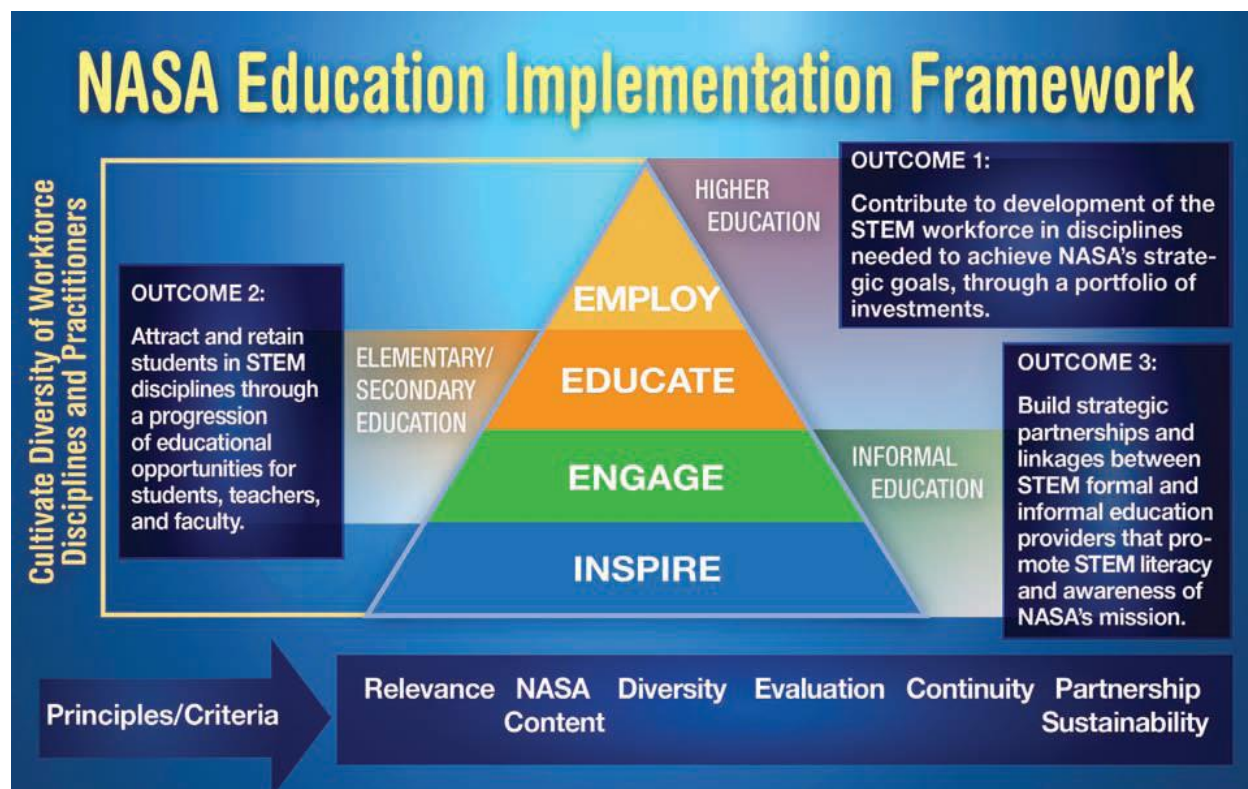 NASA Education Implementation Framework
Cultivate Diversity of Workforce
Disciplines and Practitioners
OUTCOME 2:
Attract and retain
students in STEM
disciplines through
a progression
of educational
opportunities for
students, teachers,
and faculty.
ELEMENTARY/
SECONDARY
EDUCATION
EMPLOY
EDUCATE
ENGAGE
INSPIRE
HIGHER
EDUCATION
OUTCOME 1:
Contribute to development of the
STEM workforce in disciplines
needed to achieve NASA’s strate-
gic goals, through a portfolio of
investments.
INFORMAL
EDUCATION
OUTCOME 3:
Build strategic
partnerships and
linkages between
STEM formal and
informal education
providers that pro-
mote STEM literacy
and awareness of
NASA’s mission.
Principles/Criteria
Relevance
NASA
Content
Diversity
Evaluation
Continuity
Partnership
Sustainability